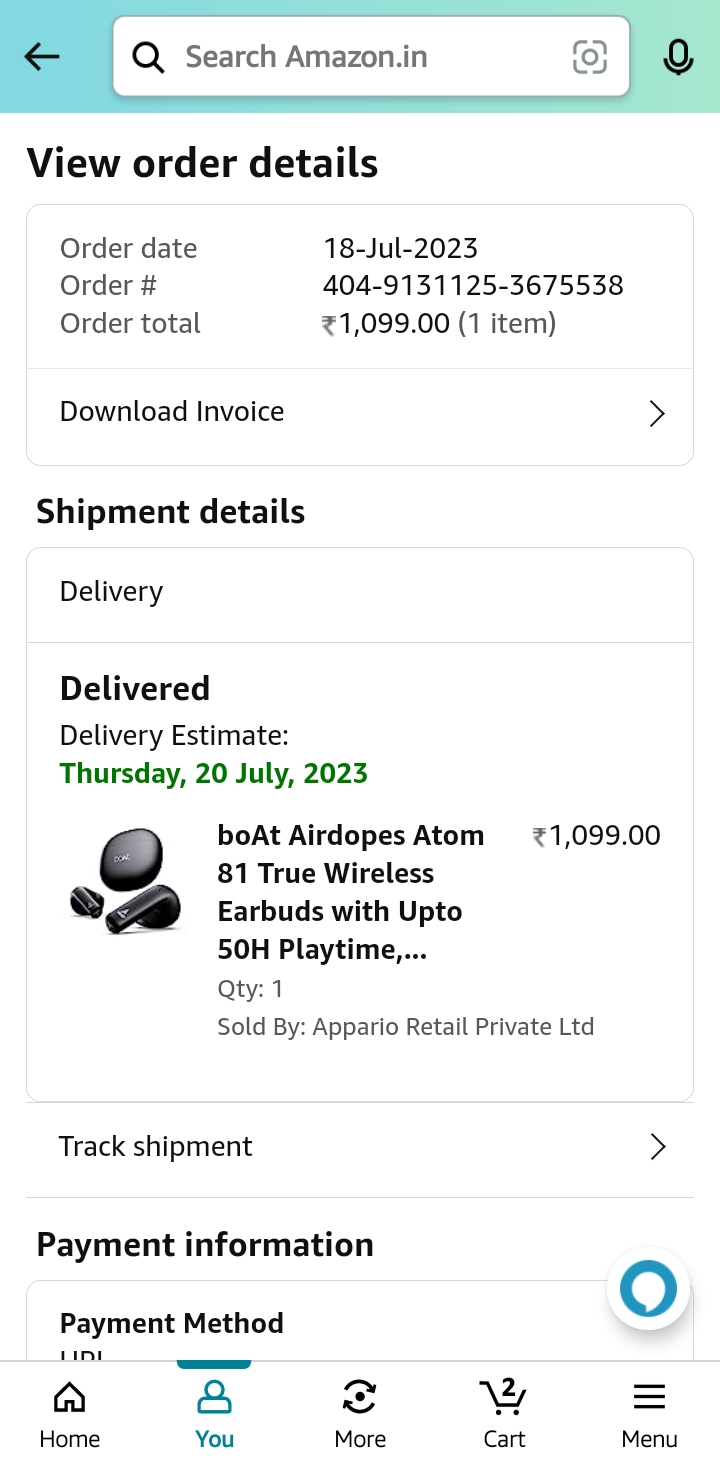 Search Amazon.in
View order details
Order date 18-Jul-2023
Order # 404-9131125-3675538
Order total ₹1,099.00 (1 item)
Download Invoice
Shipment details
Delivery
Delivered
Delivery Estimate:
Thursday, 20 July, 2023
boAt Airdopes Atom ₹1,099.00
81 True Wireless
Earbuds with Upto
50H Playtime,...
Qty: 1
Sold By: Appario Retail Private Ltd
Track shipment
Payment information
Payment Method
UPI
2
Home You More Cart Menu